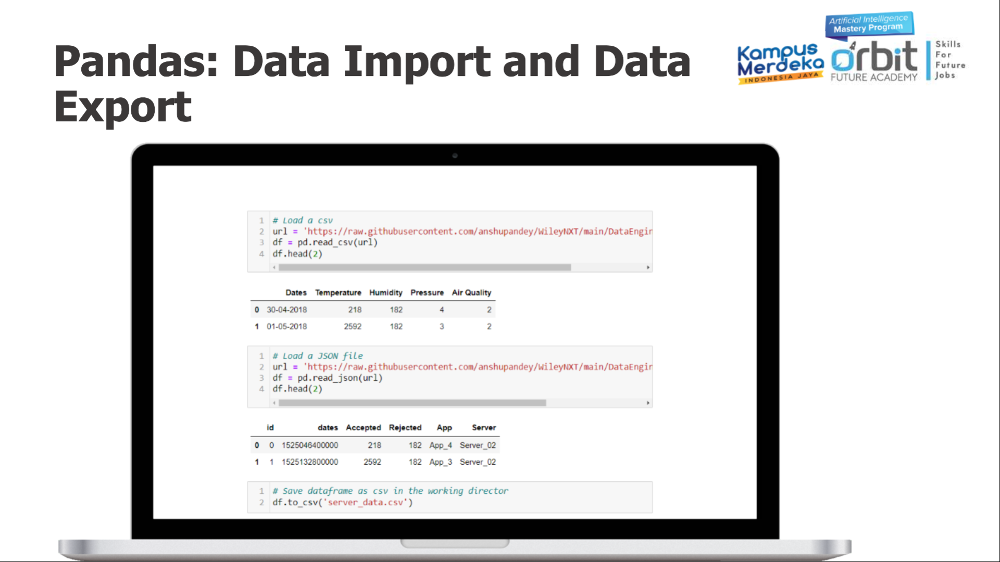 Pandas: Data Import and Data
Export
Artificial Intelligence
Mastery Program
Kampus
Merdeka
INDONESIA JAYA
orbit
FUTURE ACADEMY
Skills
For
Future
Jobs
1 # Load a csv
2 url = 'https://raw.githubusercontent.com/anshupandey/WileyNXT/main/DataEngin
3 df = pd.read_csv(url)
4 df.head(2)
Dates Temperature Humidity Pressure Air Quality
0 30-04-2018 218 182 4 2
1 01-05-2018 2592 182 3 2
1 # Load a JSON file
2 url = 'https://raw.githubusercontent.com/anshupandey/WileyNXT/main/DataEngin
3 df = pd.read_json(url)
4 df.head(2)
id dates Accepted Rejected App Server
0 0 1525046400000 218 182 App_4 Server_02
1 1 1525132800000 2592 182 App_3 Server_02
1 # Save dataframe as csv in the working director
2 df.to_csv('server_data.csv')